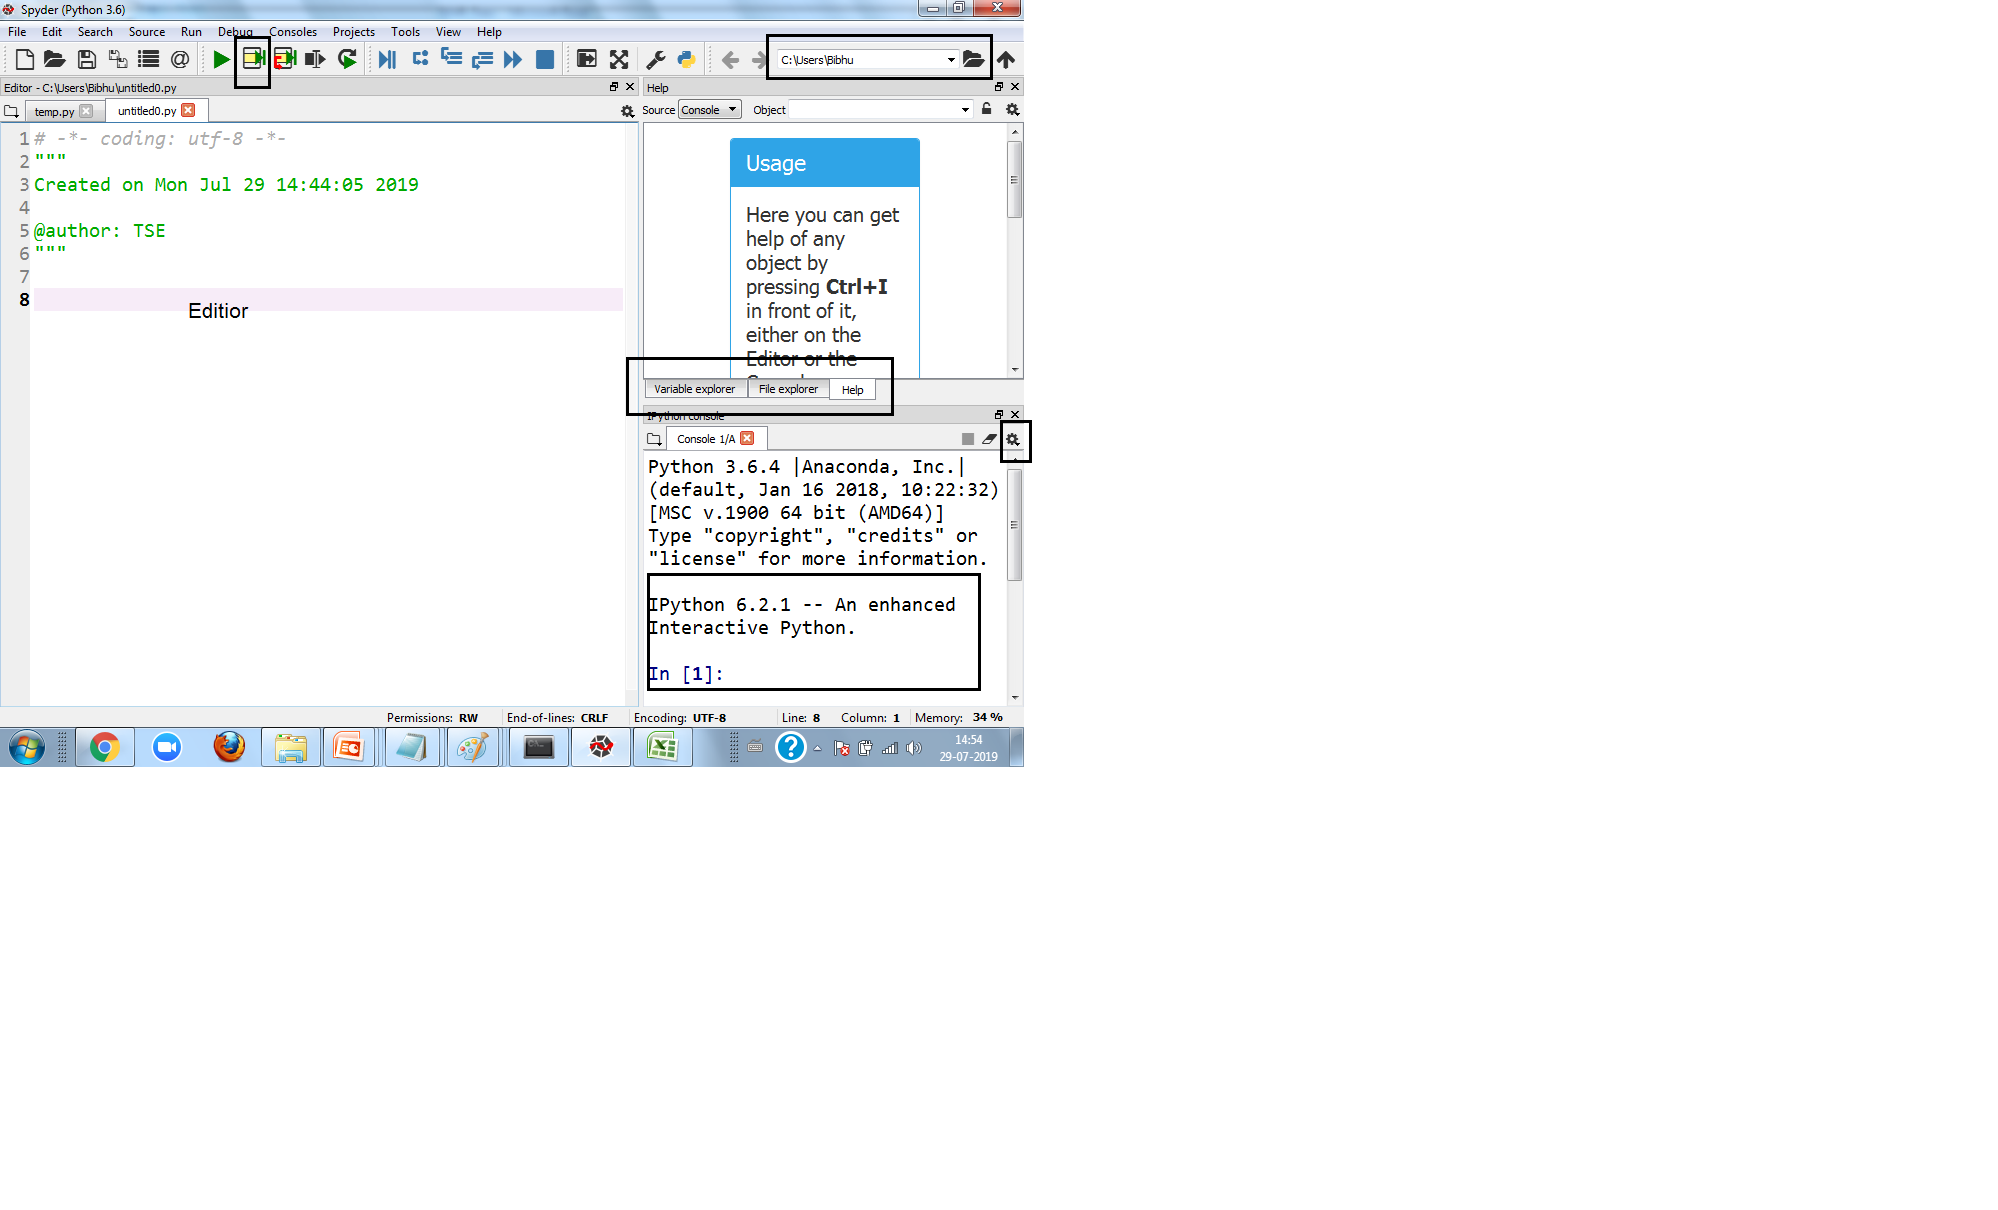 Spyder (Python 3.6)
File Edit Search Source Run Debug Consoles Projects Tools View Help
C:\Users\Bibhu
Editor - C:\Users\Bibhu\untitled0.py
temp.py untitled0.py
1 # -*- coding: utf-8 -*-
2 """
3 Created on Mon Jul 29 14:44:05 2019
4
5 @author: TSE
6 """
7
8
Editior
Help
Source Console Object
Usage
Here you can get
help of any
object by
pressing Ctrl+I
in front of it,
either on the
Editor or the
Variable explorer File explorer Help
IPython console
Console 1/A
Python 3.6.4 |Anaconda, Inc.|
(default, Jan 16 2018, 10:22:32)
[MSC v.1900 64 bit (AMD64)]
Type "copyright", "credits" or
"license" for more information.
IPython 6.2.1 -- An enhanced
Interactive Python.
In [1]:
Permissions: RW End-of-lines: CRLF Encoding: UTF-8 Line: 8 Column: 1 Memory: 34 %
14:54
29-07-2019